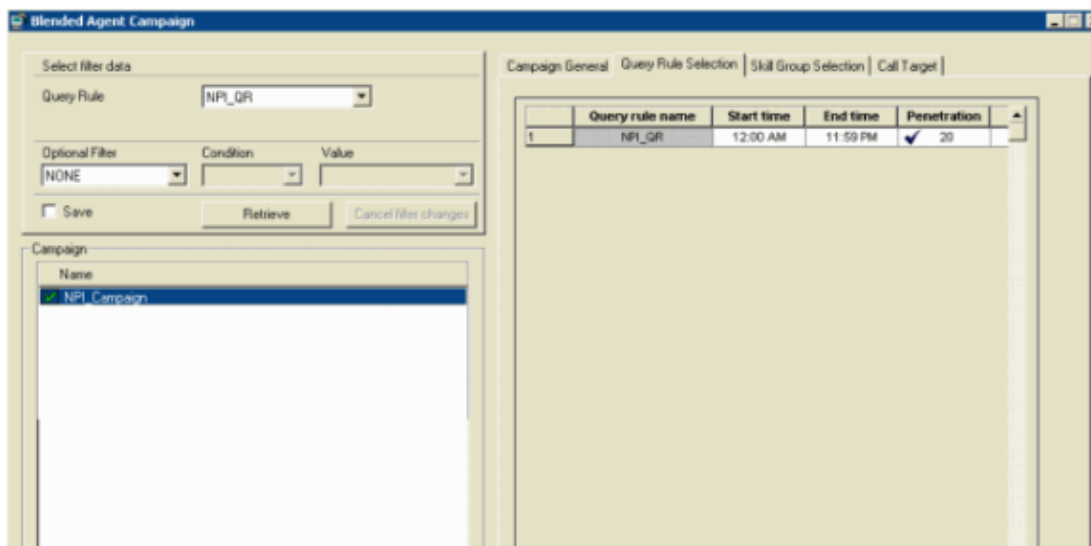 Blended Agent Campaign
Select filter data
Query Rule NPI_QR
Optional Filter Condition Value
NONE
Save Retrieve Cancel filter changes
Campaign
Name
NPI_Campaign
Campaign General Query Rule Selection Skill Group Selection Call Target
Query rule name Start time End time Penetration
1 NPI_QR 12:00 AM 11:59 PM 20